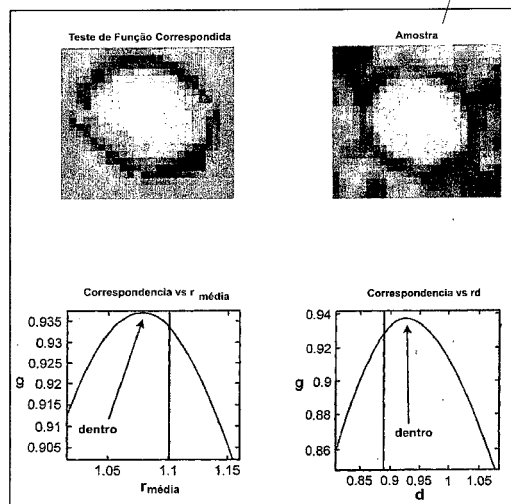 Teste de Função Correspondida
Amostra
Correspondencia vs r média
0.935
0.93
0.925
0.92
0.915
0.91
0.905
g
dentro
1.05
1.1
1.15
rmédia
Correspondencia vs rd
0.94
0.92
0.9
0.88
0.86
g
dentro
0.85
0.9
0.95
1
1.05
d